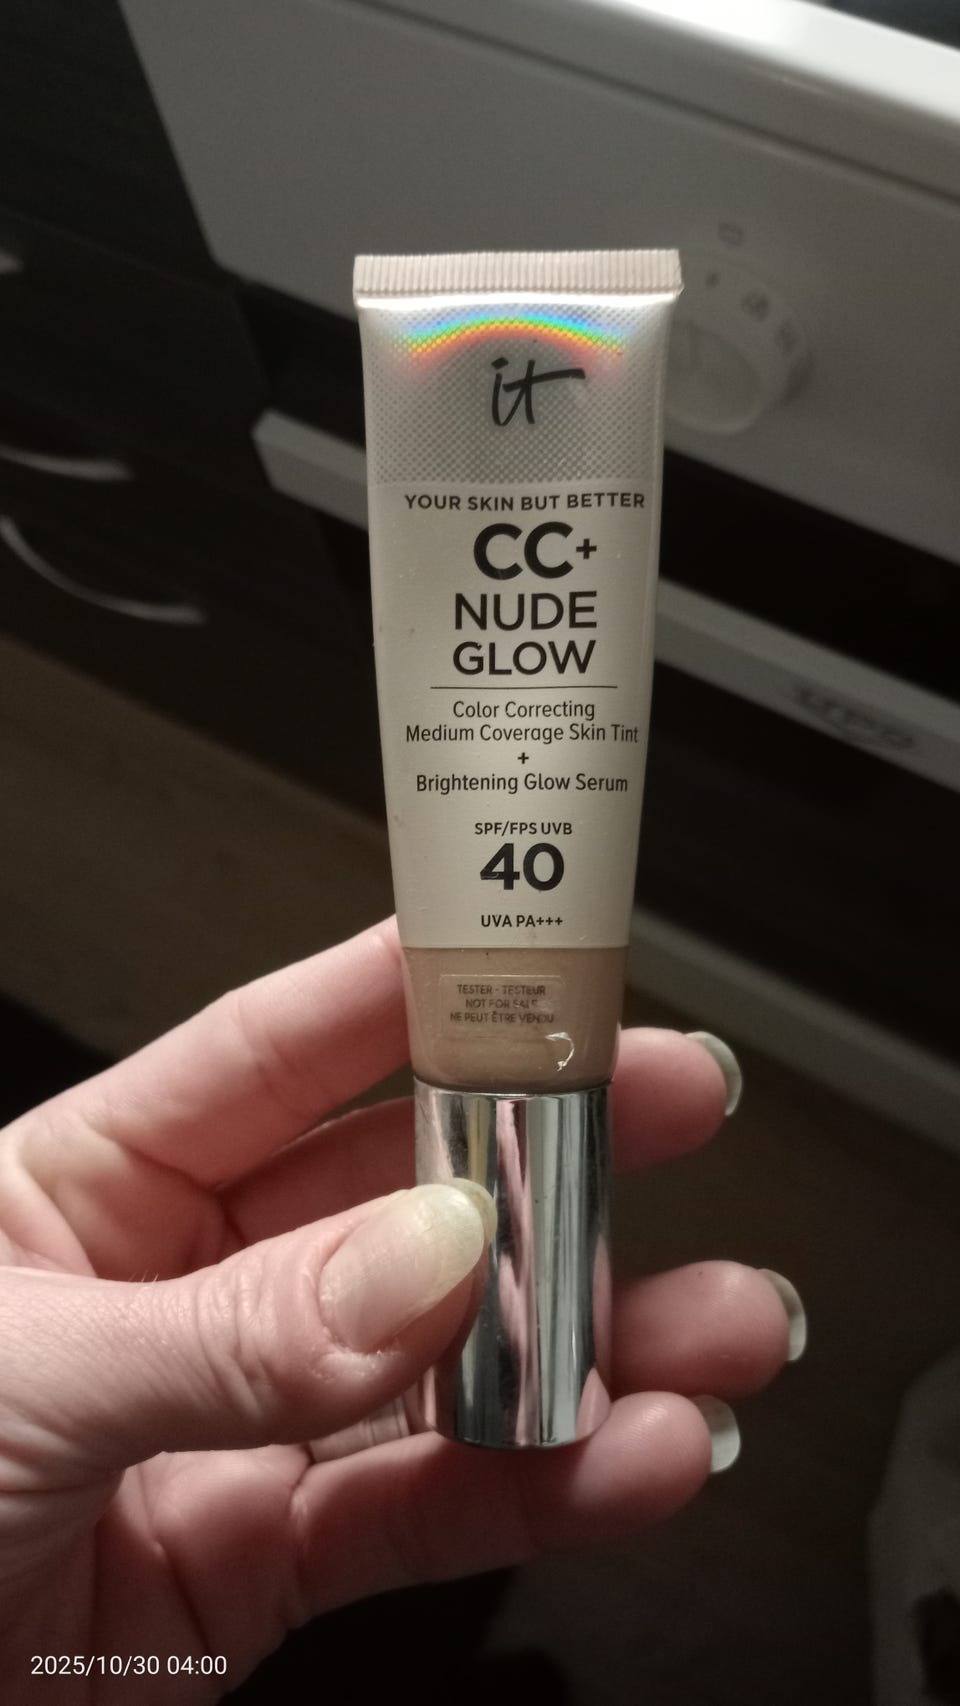 it
YOUR SKIN BUT BETTER
CC+
NUDE
GLOW
Color Correcting
Medium Coverage Skin Tint
+
Brightening Glow Serum
SPF/FPS UVB
40
UVA PA+++
TESTER - TESTEUR
NOT FOR SALE
NE PEUT ÊTRE VENDU
2025/10/30 04:00